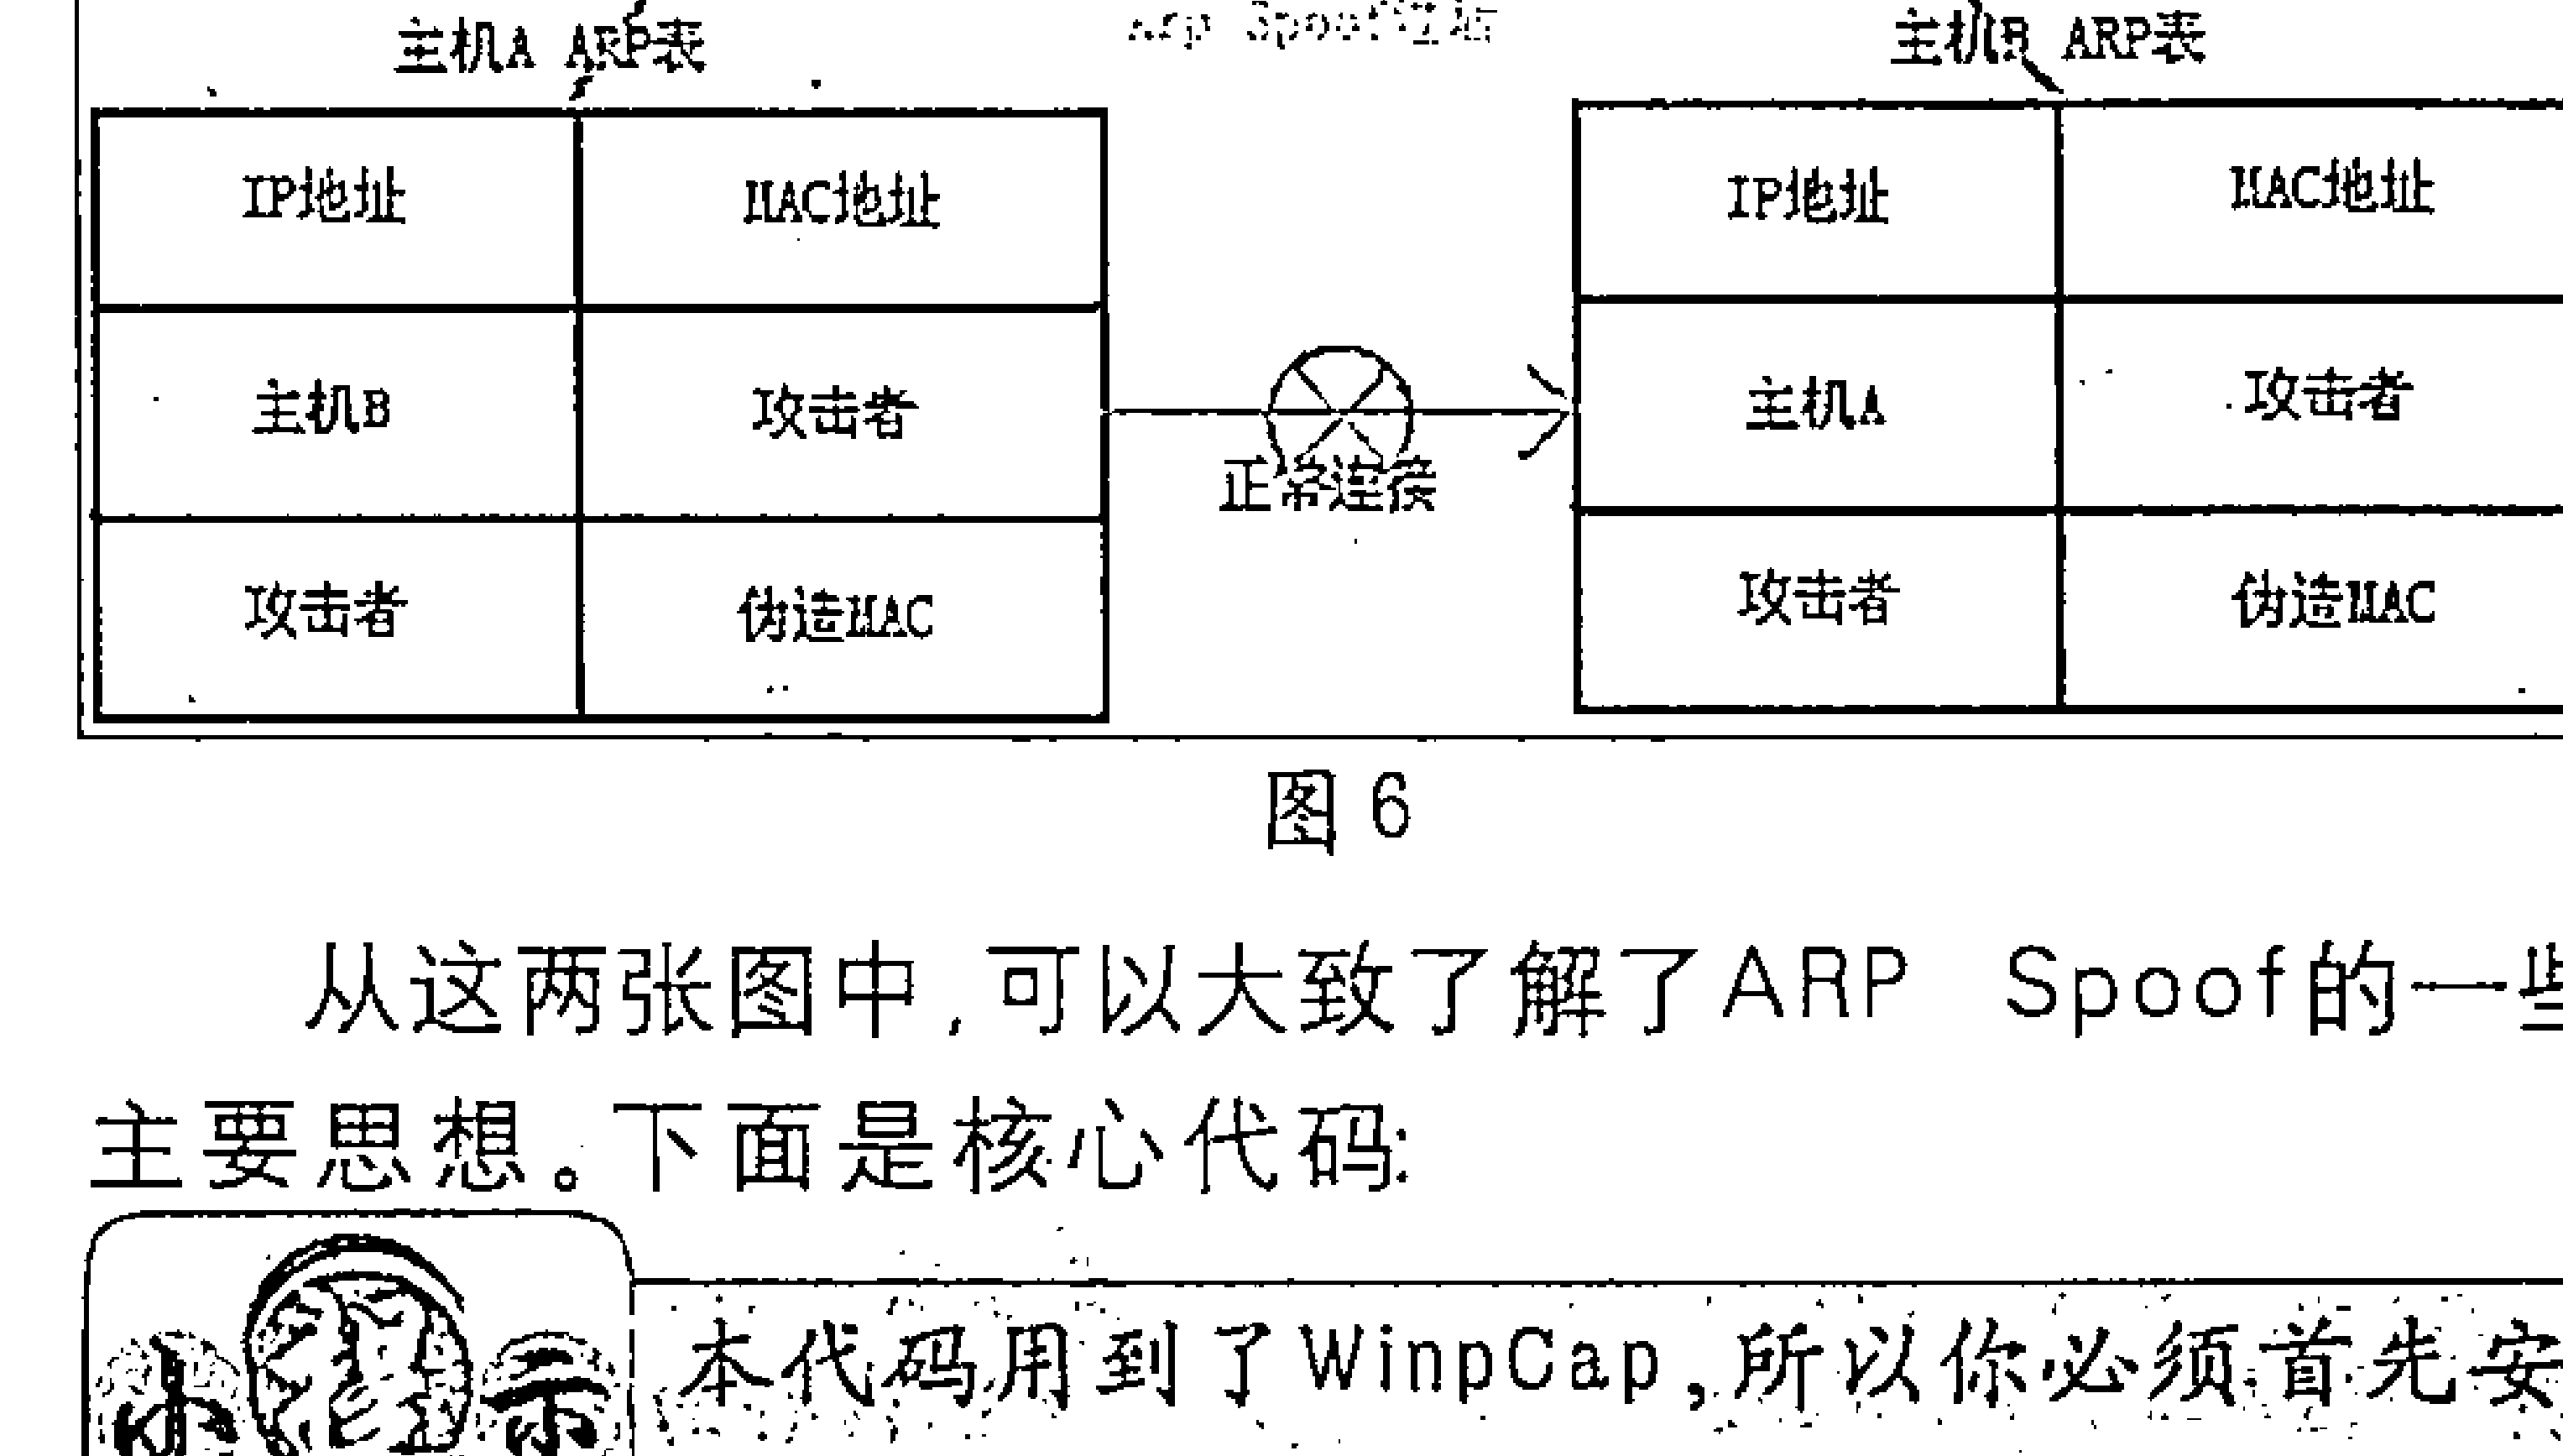 主机A ARP表
Arp Spoof
主机B ARP表
IP地址 MAC地址
主机B 攻击者
攻击者 伪造MAC
正常连接
IP地址 MAC地址
主机A 攻击者
攻击者 伪造MAC
图 6
从这两张图中,可以大致了解了ARP Spoof的一些
主要思想。下面是核心代码:
小 示
本代码用到了WinpCap,所以你必须首先安